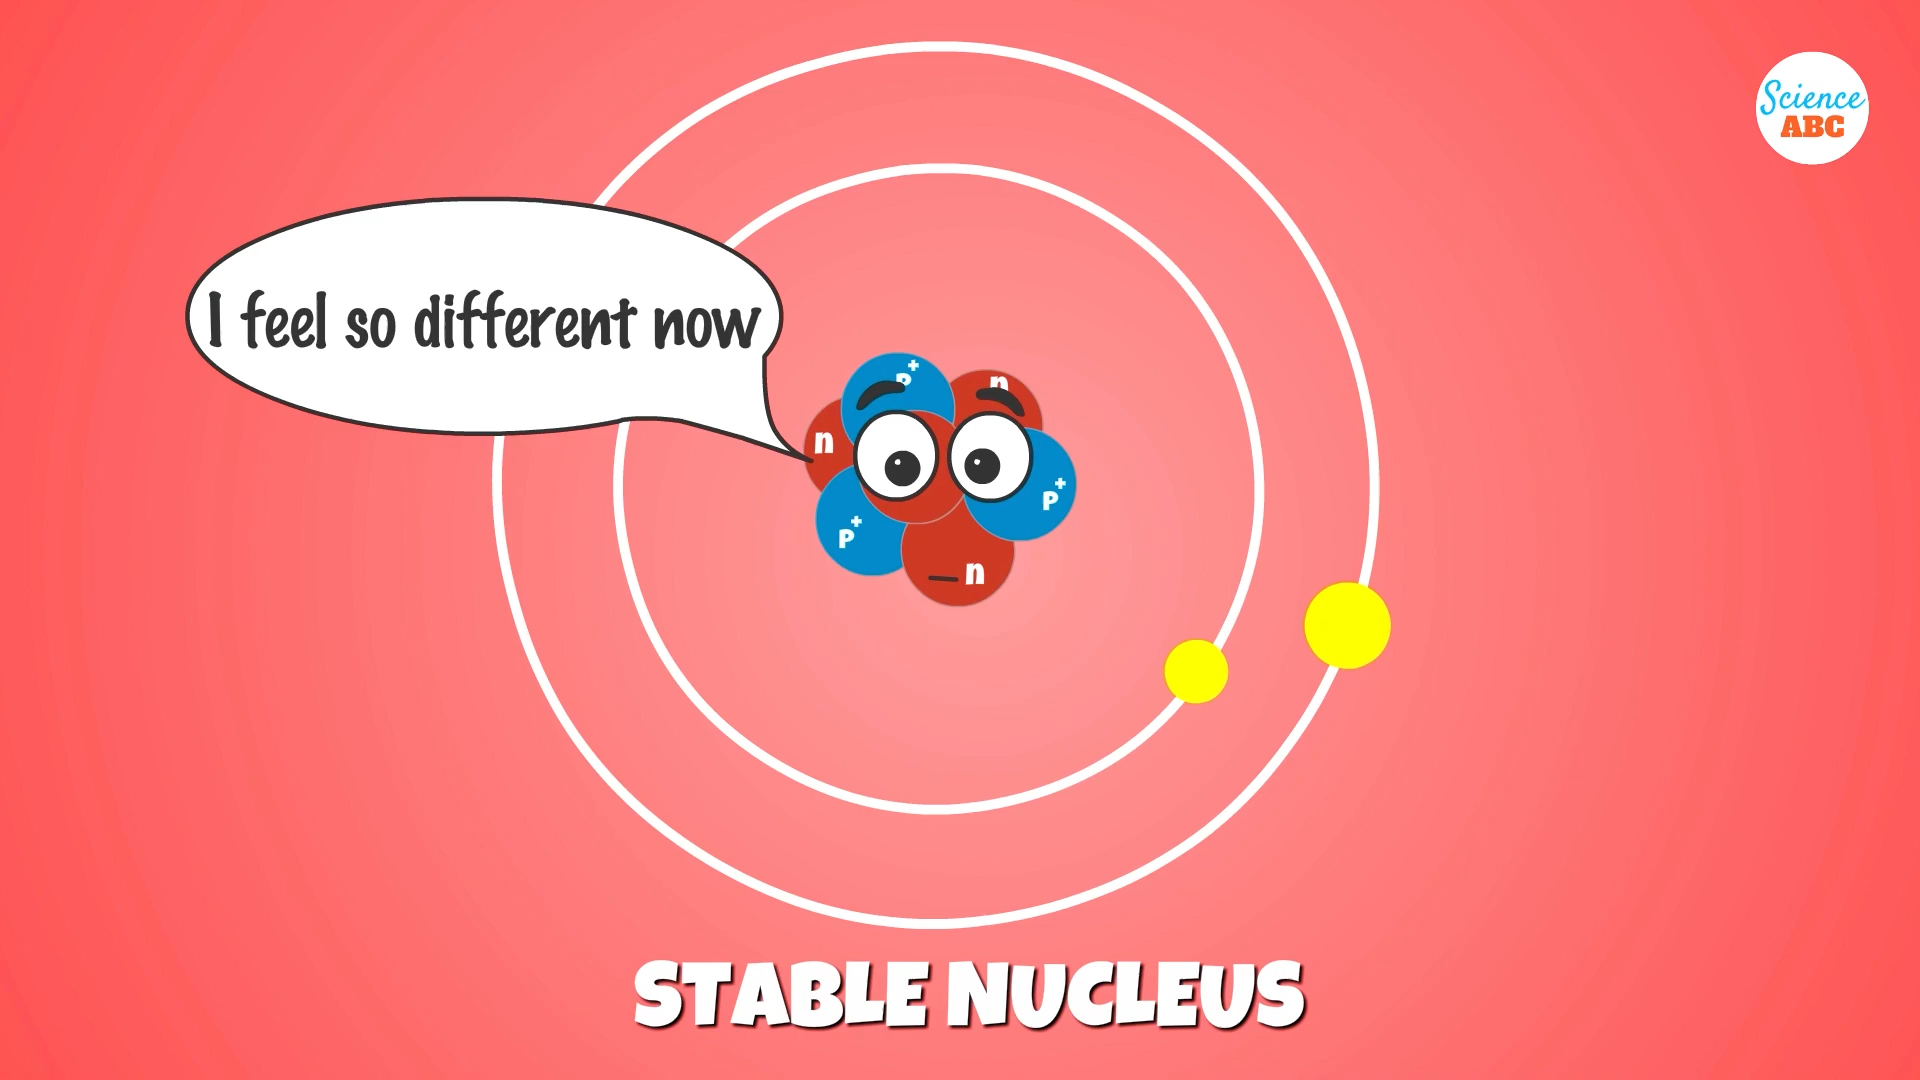 Science
ABC
I feel so different now
P+
n
n
P+
P+
n
STABLE NUCLEUS